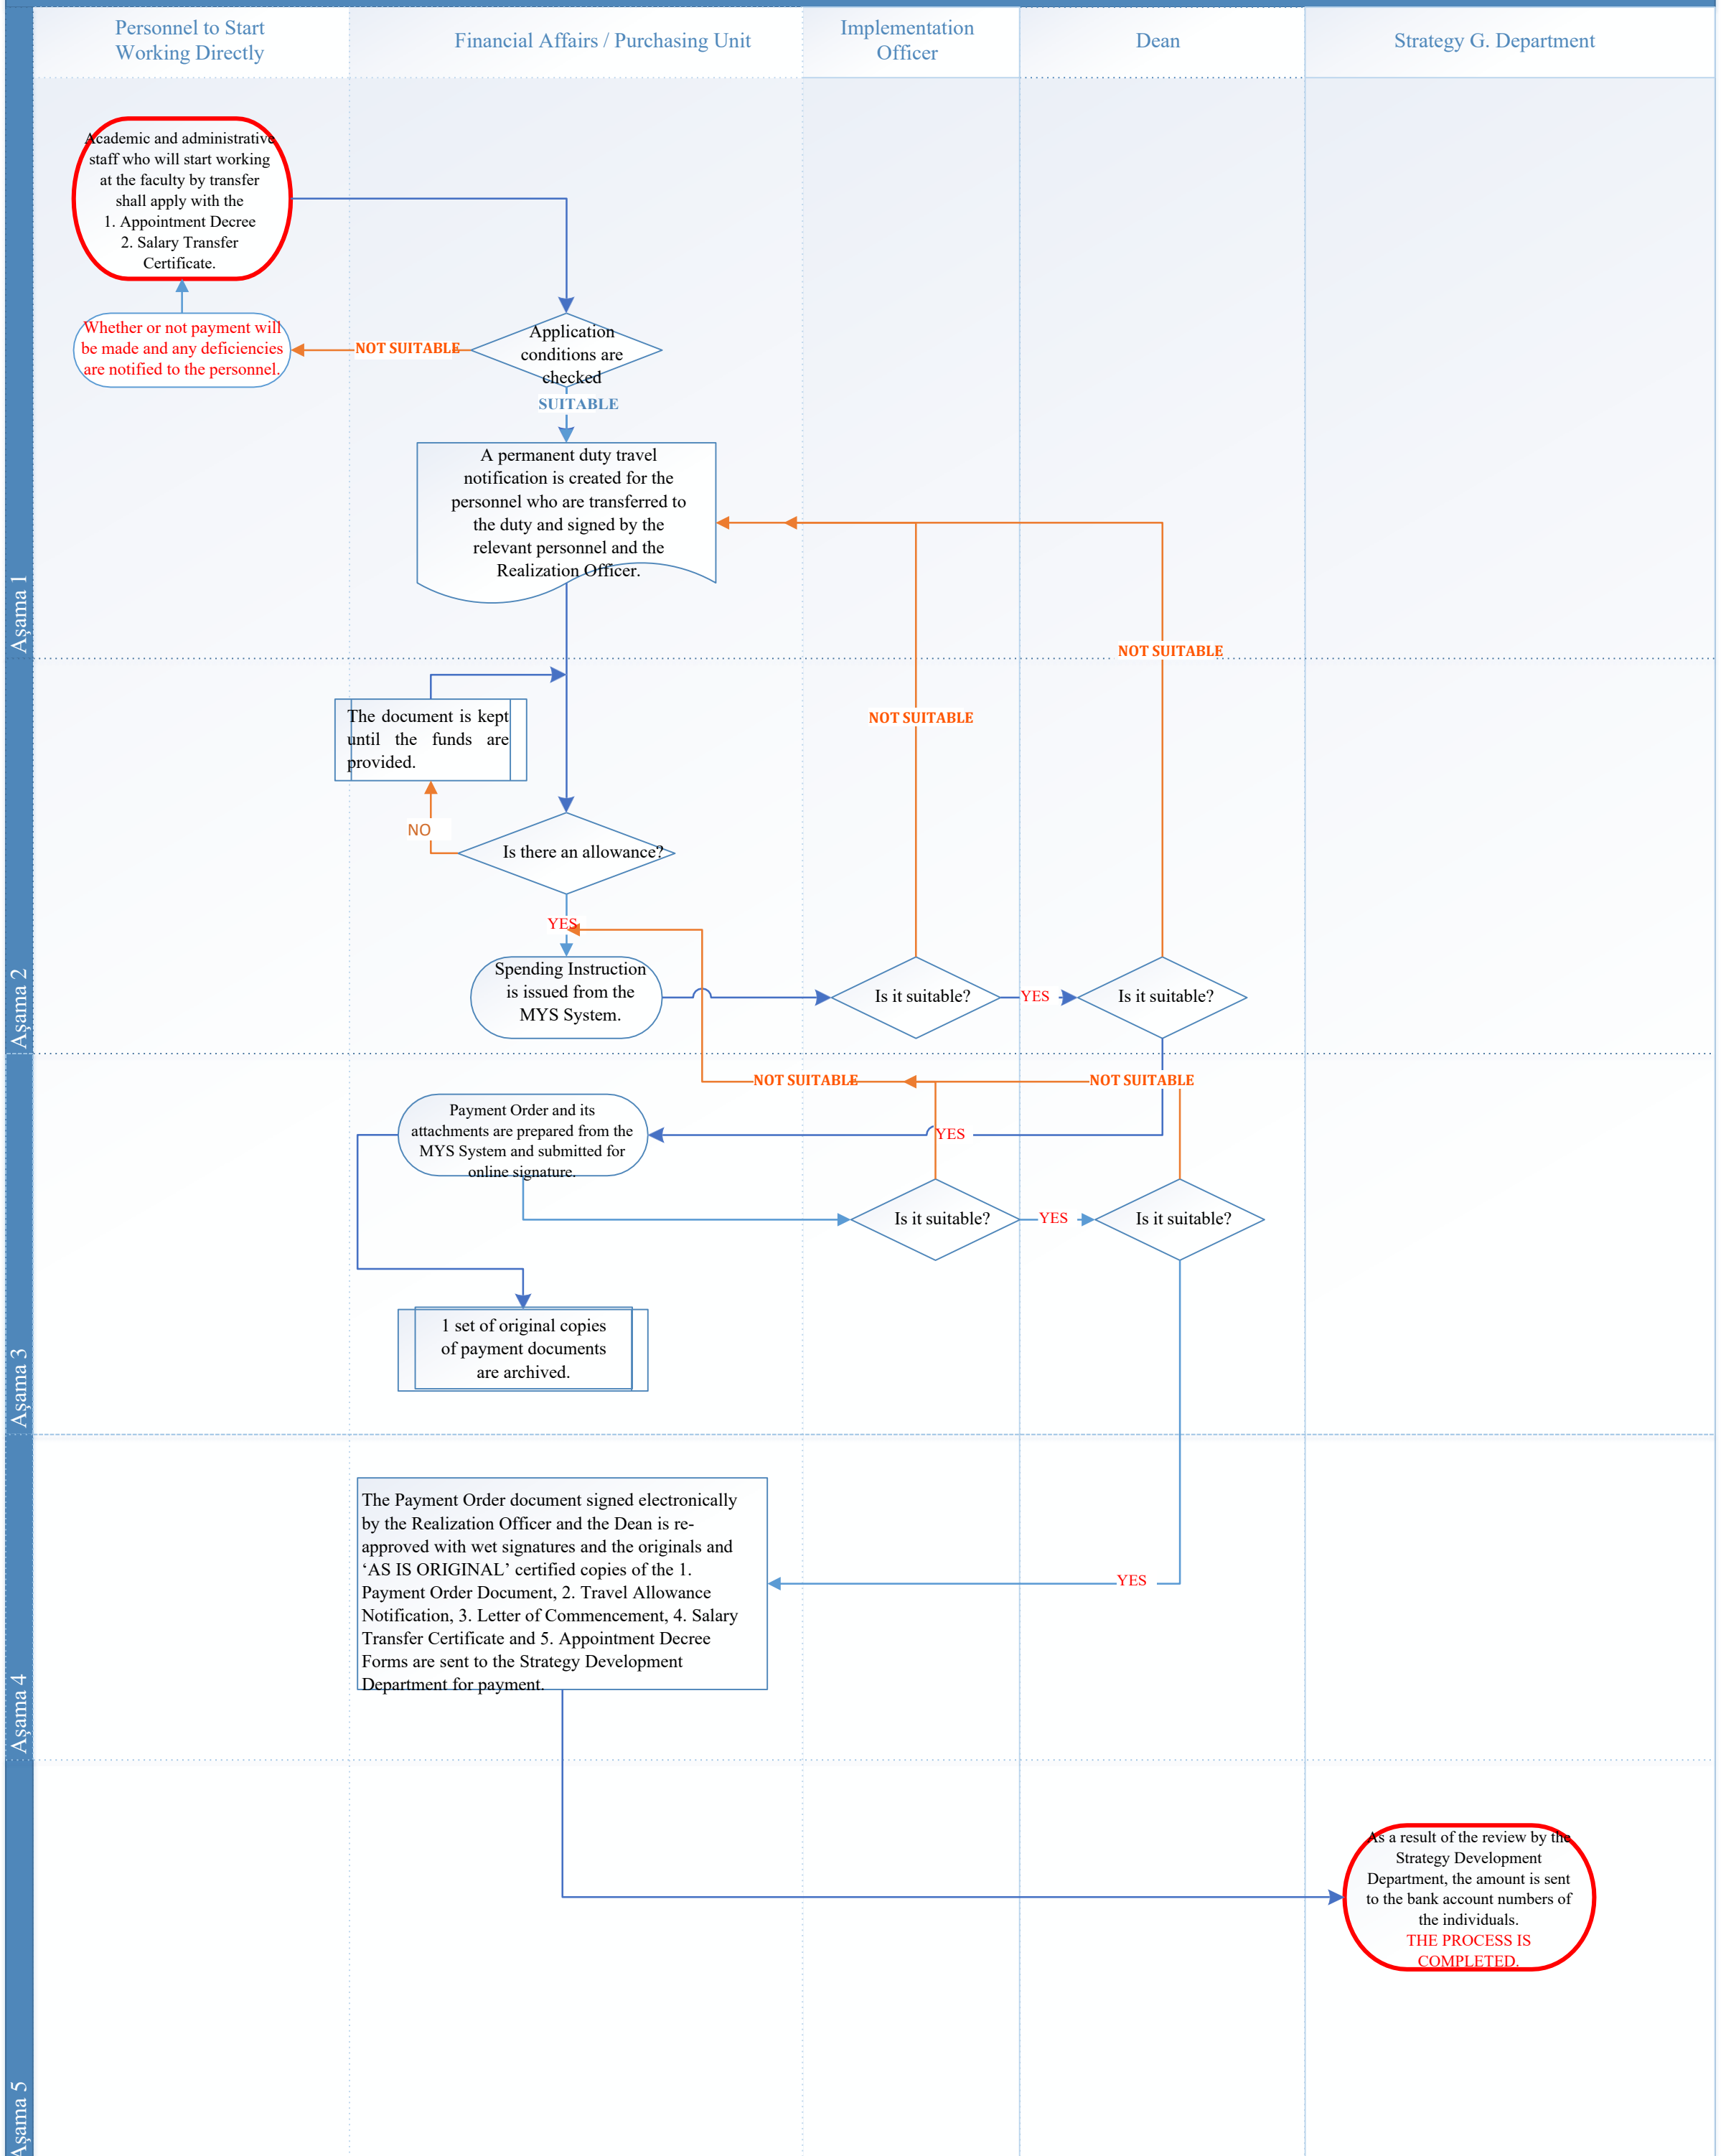 Personnel to Start
Working Directly
Financial Affairs / Purchasing Unit
Implementation
Officer
Dean
Strategy G. Department
Academic and administrative
staff who will start working
at the faculty by transfer
shall apply with the
1. Appointment Decree
2. Salary Transfer
Certificate.
Whether or not payment will
be made and any deficiencies
are notified to the personnel.
NOT SUITABLE
Application
conditions are
checked
SUITABLE
A permanent duty travel
notification is created for the
personnel who are transferred to
the duty and signed by the
relevant personnel and the
Realization Officer.
Aşama 1
NOT SUITABLE
NOT SUITABLE
The document is kept
until the funds are
provided.
NO
Is there an allowance?
YES
Spending Instruction
is issued from the
MYS System.
Is it suitable?
YES
Is it suitable?
Aşama 2
NOT SUITABLE
NOT SUITABLE
Payment Order and its
attachments are prepared from the
MYS System and submitted for
online signature.
YES
Is it suitable?
YES
Is it suitable?
1 set of original copies
of payment documents
are archived.
Aşama 3
The Payment Order document signed electronically
by the Realization Officer and the Dean is re-
approved with wet signatures and the originals and
‘AS IS ORIGINAL’ certified copies of the 1.
Payment Order Document, 2. Travel Allowance
Notification, 3. Letter of Commencement, 4. Salary
Transfer Certificate and 5. Appointment Decree
Forms are sent to the Strategy Development
Department for payment.
YES
Aşama 4
As a result of the review by the
Strategy Development
Department, the amount is sent
to the bank account numbers of
the individuals.
THE PROCESS IS
COMPLETED.
Aşama 5